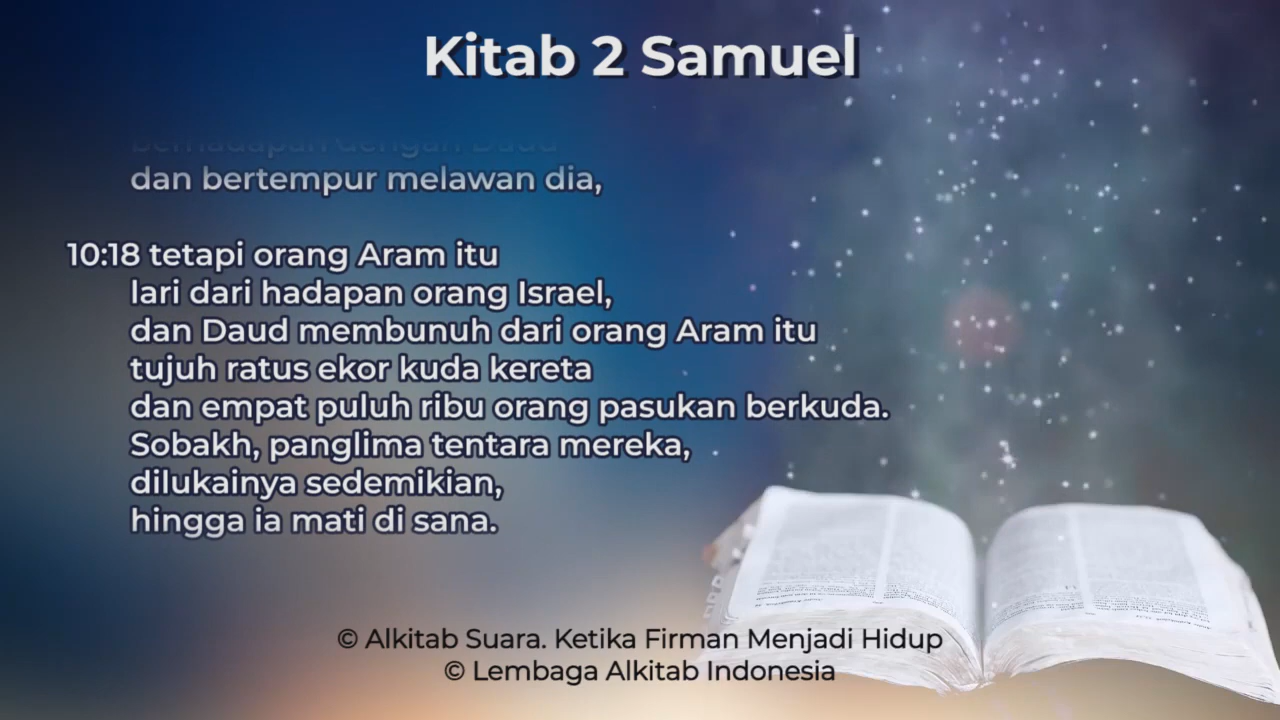 Kitab 2 Samuel
berhadapan dengan Daud
dan bertempur melawan dia,
10:18 tetapi orang Aram itu
lari dari hadapan orang Israel,
dan Daud membunuh dari orang Aram itu
tujuh ratus ekor kuda kereta
dan empat puluh ribu orang pasukan berkuda.
Sobakh, panglima tentara mereka,
dilukainya sedemikian,
hingga ia mati di sana.
© Alkitab Suara. Ketika Firman Menjadi Hidup
© Lembaga Alkitab Indonesia